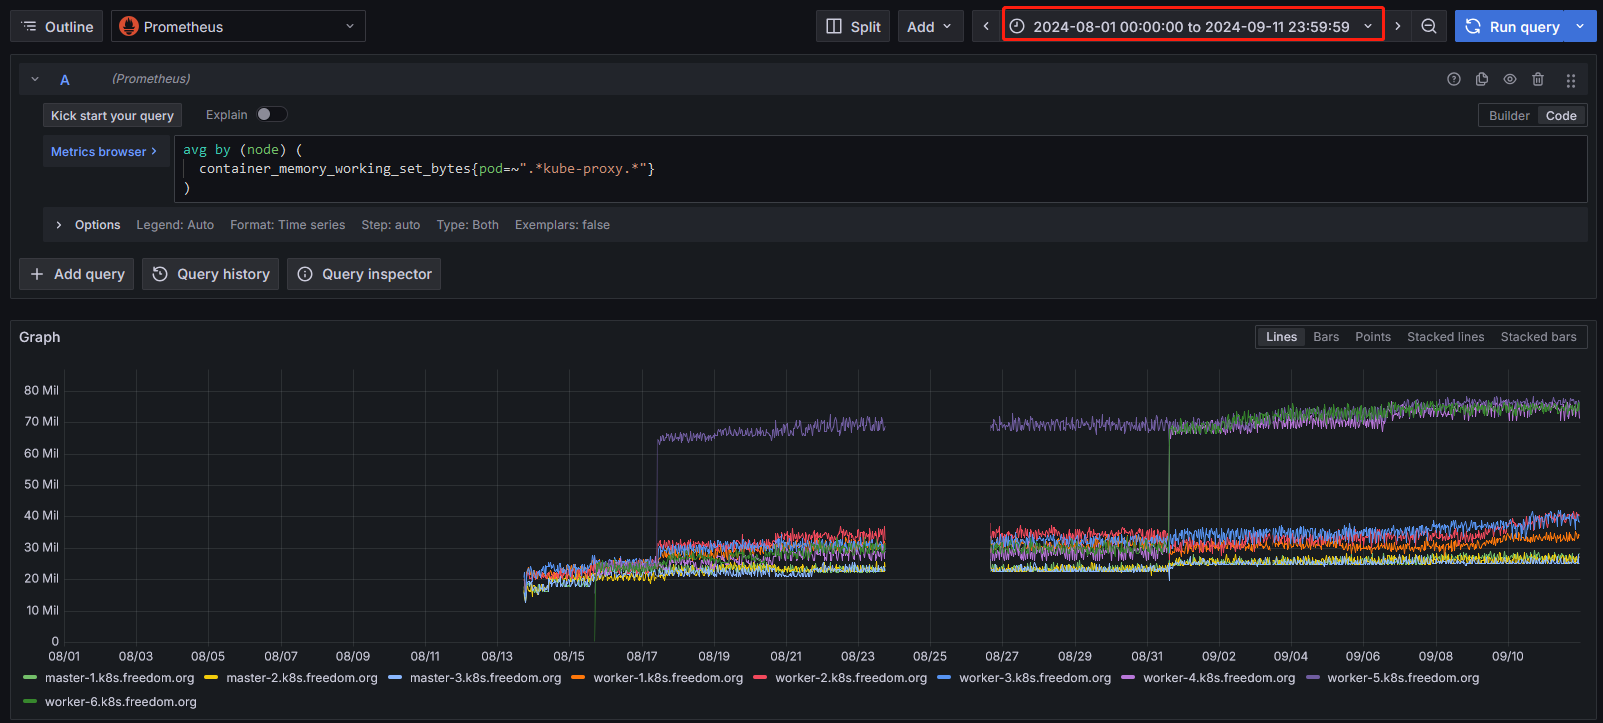 Outline Prometheus Split Add 2024-08-01 00:00:00 to 2024-09-11 23:59:59 Run query
A (Prometheus)
Kick start your query Explain Builder Code
Metrics browser > avg by (node) (
container_memory_working_set_bytes{pod=~".*kube-proxy.*"}
)
Options Legend: Auto Format: Time series Step: auto Type: Both Exemplars: false
+ Add query Query history Query inspector
Graph Lines Bars Points Stacked lines Stacked bars
80 Mil
70 Mil
60 Mil
50 Mil
40 Mil
30 Mil
20 Mil
10 Mil
0
08/01 08/03 08/05 08/07 08/09 08/11 08/13 08/15 08/17 08/19 08/21 08/23 08/25 08/27 08/29 08/31 09/02 09/04 09/06 09/08 09/10
master-1.k8s.freedom.org master-2.k8s.freedom.org master-3.k8s.freedom.org worker-1.k8s.freedom.org worker-2.k8s.freedom.org worker-3.k8s.freedom.org worker-4.k8s.freedom.org worker-5.k8s.freedom.org
worker-6.k8s.freedom.org